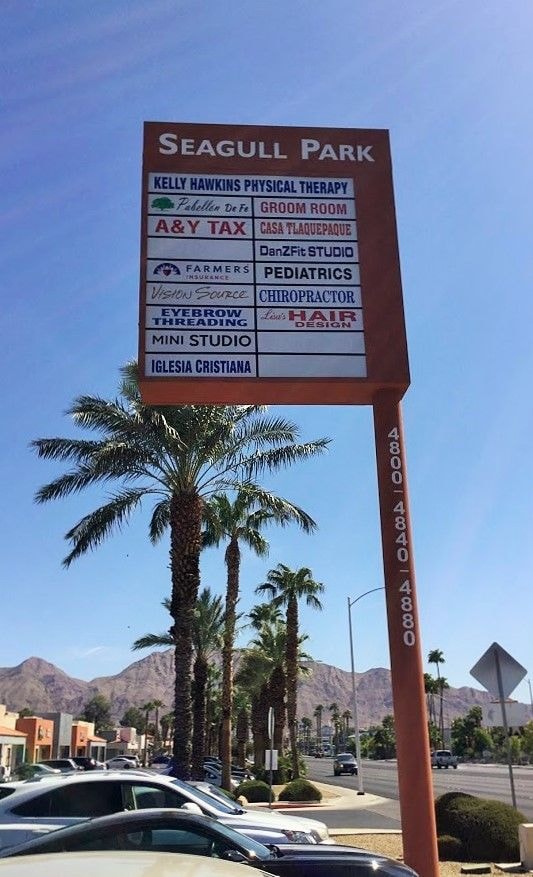 SEAGULL PARK
KELLY HAWKINS PHYSICAL THERAPY
Pabellón De Fe
GROOM ROOM
A&Y TAX
CASA TLAQUEPAQUE
DanZFit STUDIO
FARMERS
INSURANCE
PEDIATRICS
VISION SOURCE
CHIROPRACTOR
EYEBROW
THREADING
Lisa's HAIR
DESIGN
MINI STUDIO
IGLESIA CRISTIANA
4800-4840-4880